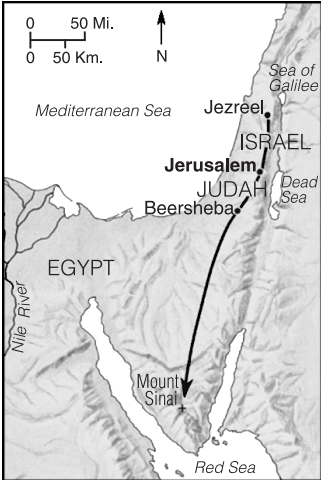 0 50 Mi.
0 50 Km.
N
Sea of
Galilee
Mediterranean Sea
Jezreel
ISRAEL
Jerusalem
JUDAH
Dead
Sea
Beersheba
EGYPT
Nile River
Mount
Sinai
Red Sea